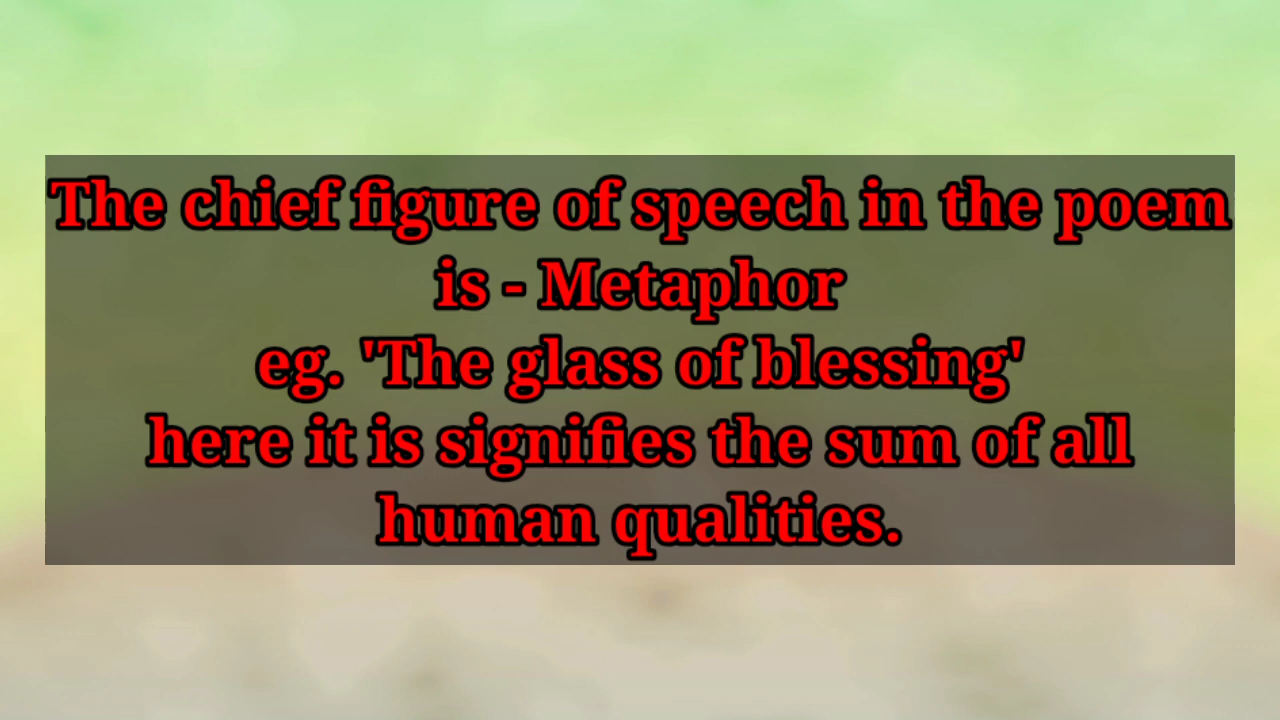 The chief figure of speech in the poem
is - Metaphor
eg. 'The glass of blessing'
here it is signifies the sum of all
human qualities.